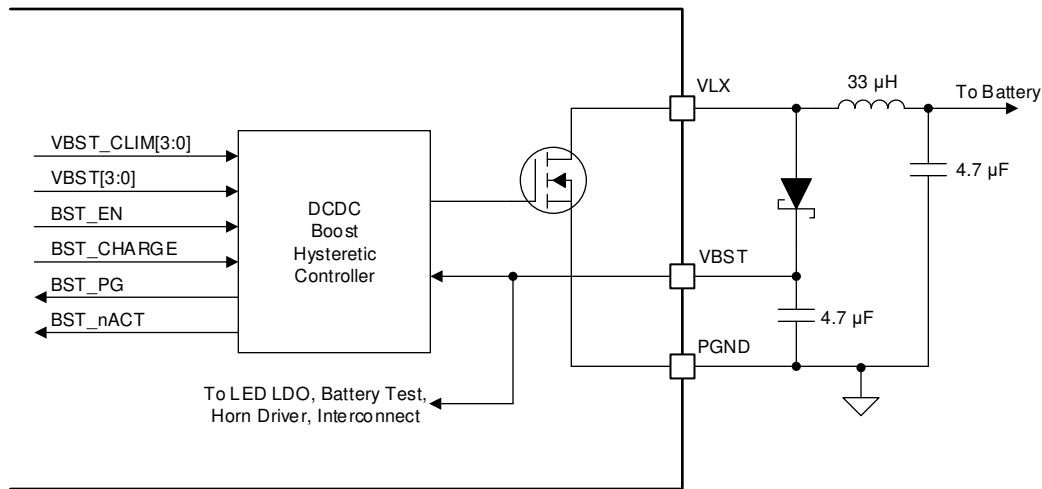 VBST_CLIM[3:0]
VBST[3:0]
BST_EN
BST_CHARGE
BST_PG
BST_nACT
DCDC
Boost
Hysteretic
Controller
To LED LDO, Battery Test,
Horn Driver, Interconnect
VLX
VBST
PGND
33 µH
To Battery
4.7 µF
4.7 µF